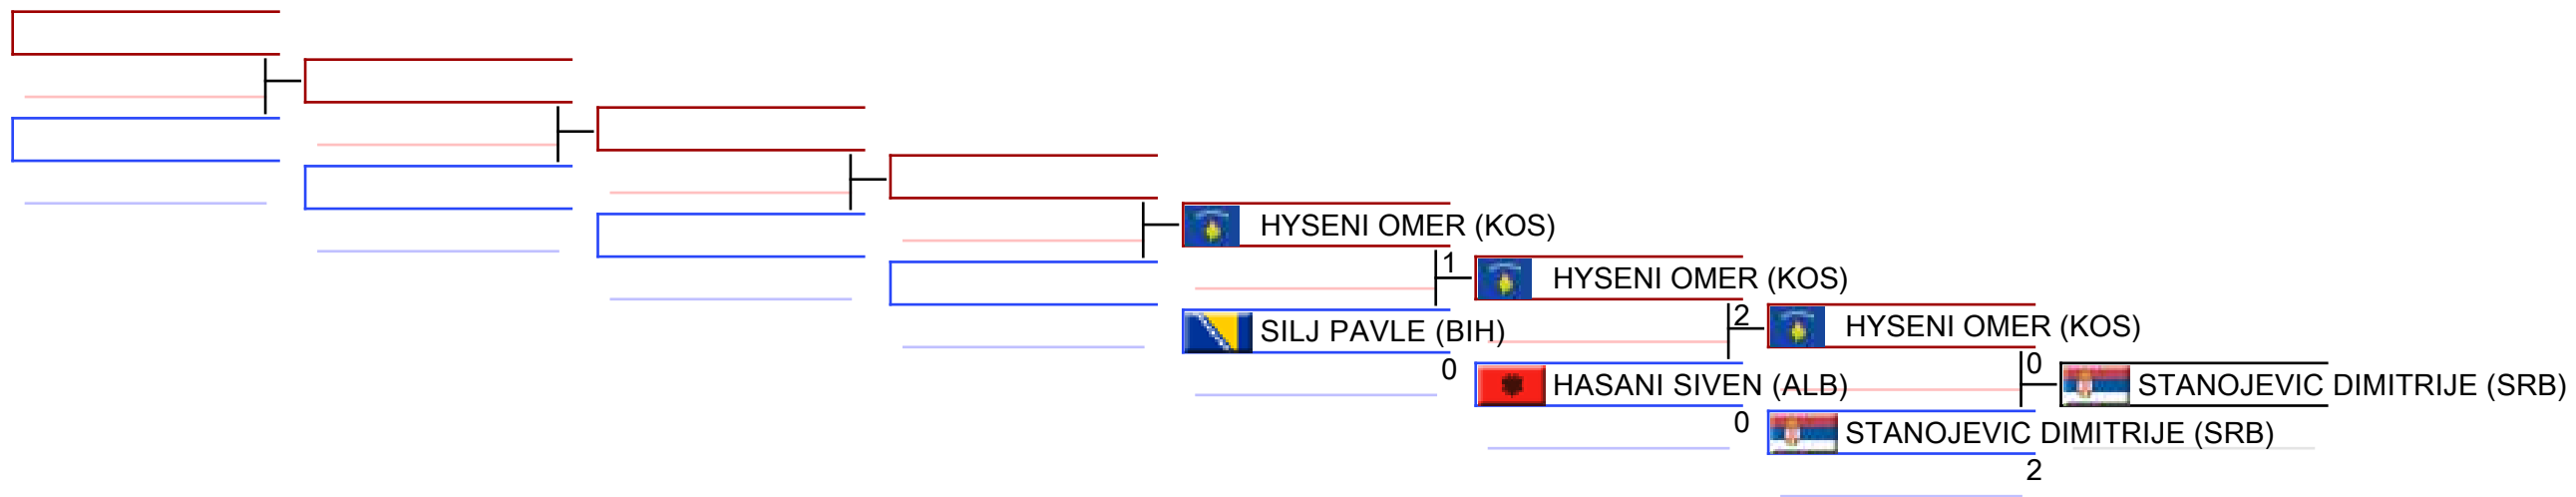 HYSENI OMER (KOS)
1
HYSENI OMER (KOS)
SILJ PAVLE (BIH)
0
2
HYSENI OMER (KOS)
HASANI SIVEN (ALB)
0
0
STANOJEVIC DIMITRIJE (SRB)
STANOJEVIC DIMITRIJE (SRB)
2